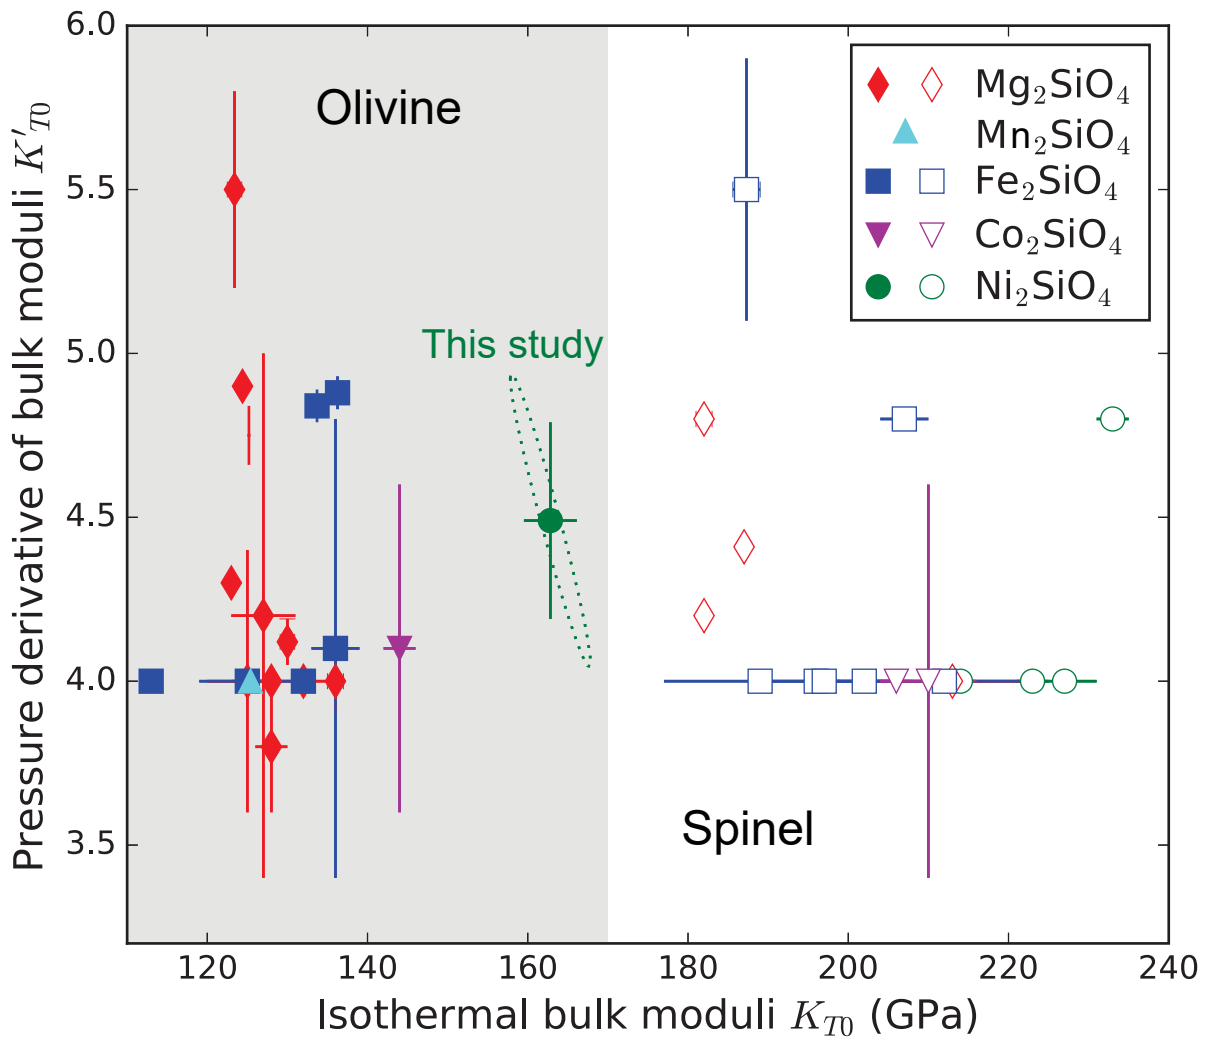 6.0
5.5
5.0
4.5
4.0
3.5
Pressure derivative of bulk moduli K′T0
Olivine
This study
Spinel
Mg2SiO4
Mn2SiO4
Fe2SiO4
Co2SiO4
Ni2SiO4
120 140 160 180 200 220 240
Isothermal bulk moduli KT0 (GPa)